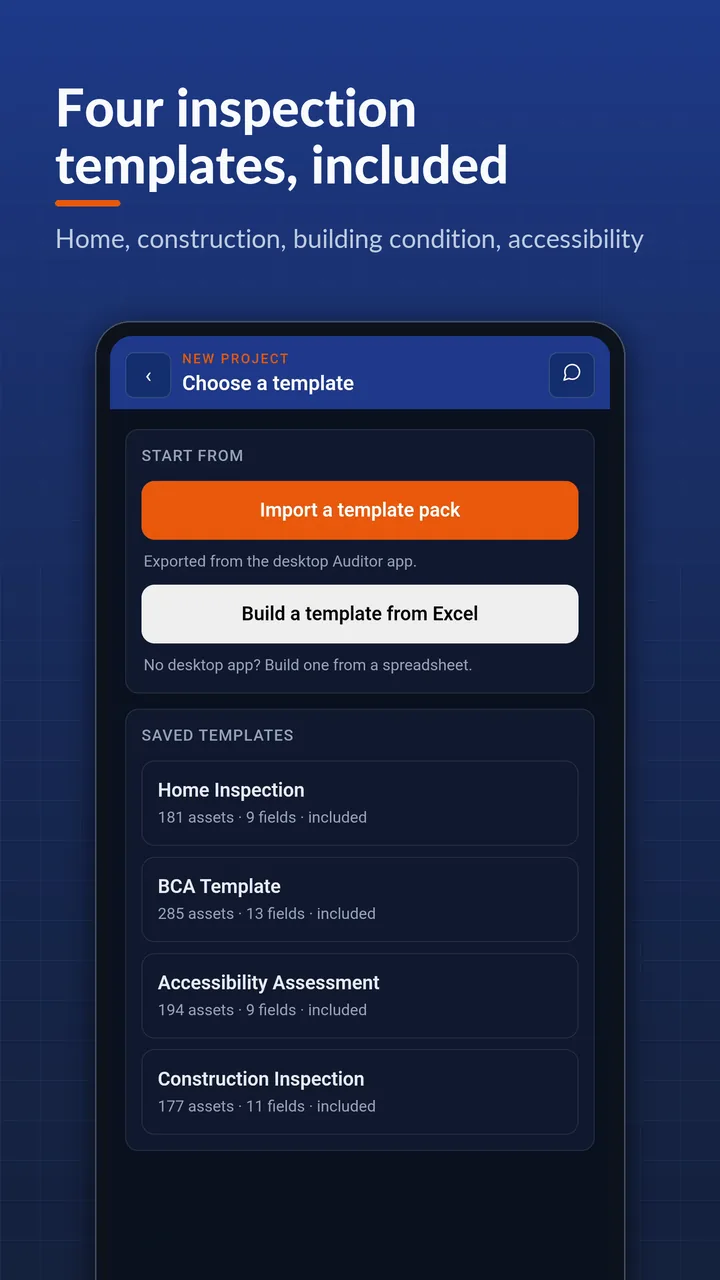 Four inspection
templates, included
Home, construction, building condition, accessibility
NEW PROJECT
Choose a template
START FROM
Import a template pack
Exported from the desktop Auditor app.
Build a template from Excel
No desktop app? Build one from a spreadsheet.
SAVED TEMPLATES
Home Inspection
181 assets · 9 fields · included
BCA Template
285 assets · 13 fields · included
Accessibility Assessment
194 assets · 9 fields · included
Construction Inspection
177 assets · 11 fields · included